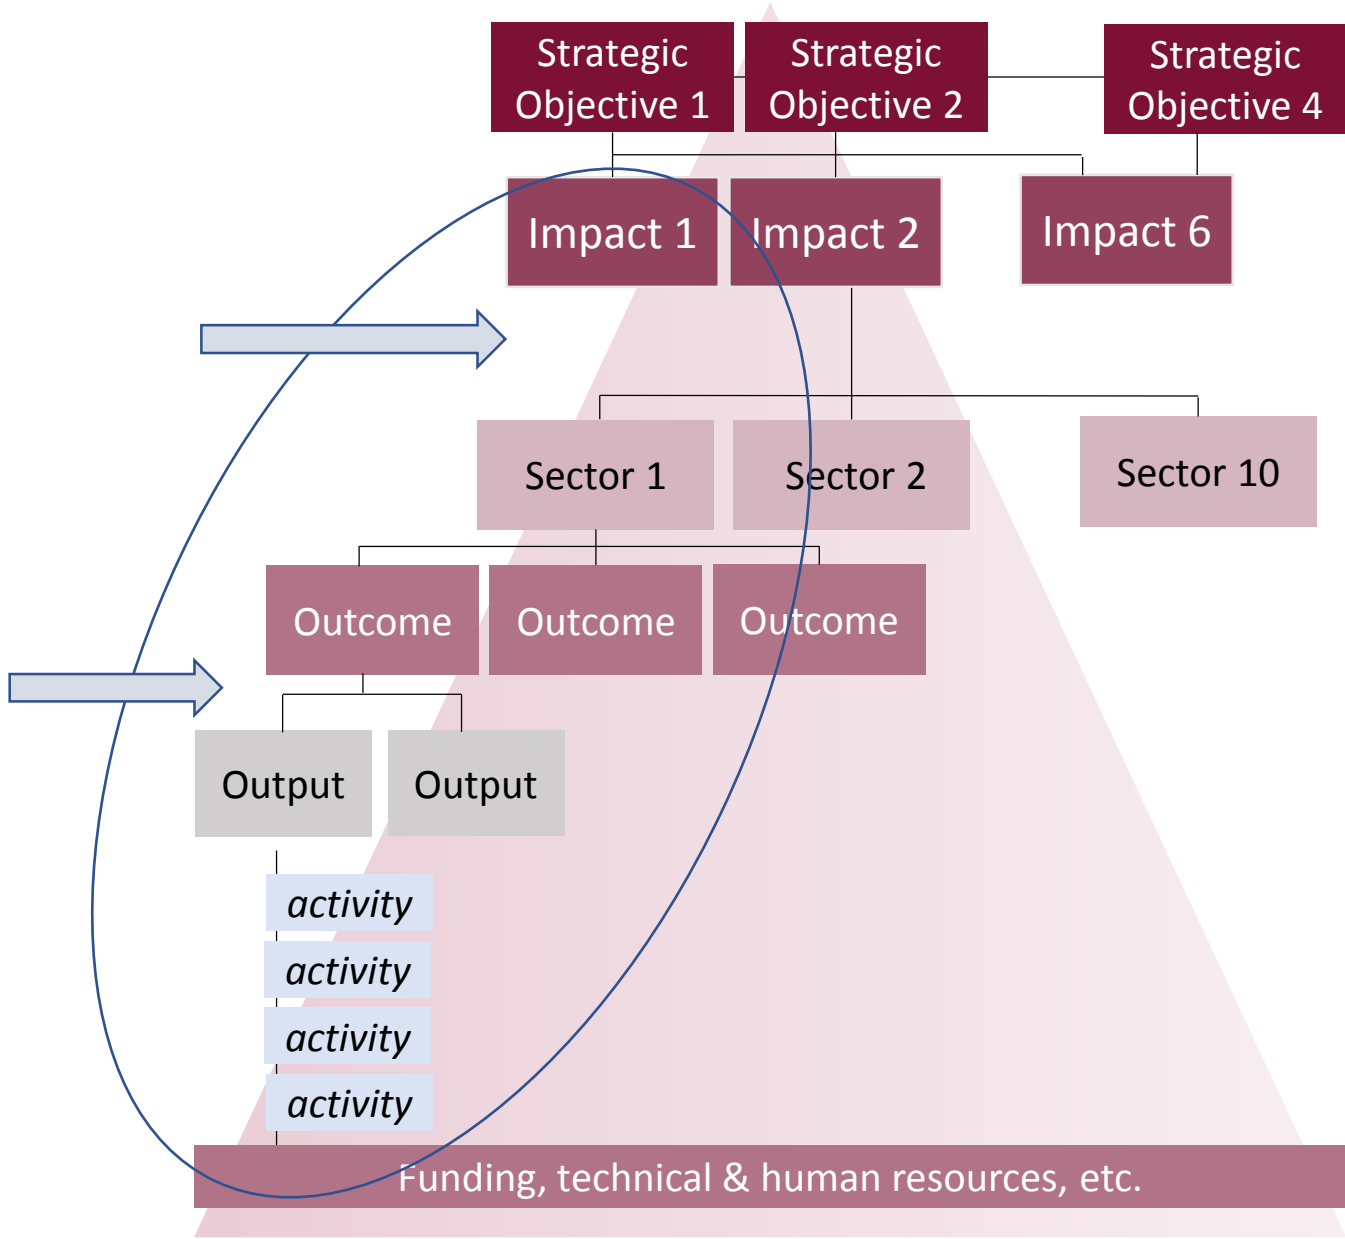 Strategic
Objective 1
Strategic
Objective 2
Strategic
Objective 4
Impact 1
Impact 2
Impact 6
Sector 1
Sector 2
Sector 10
Outcome
Outcome
Outcome
Output
Output
activity
activity
activity
activity
Funding, technical & human resources, etc.